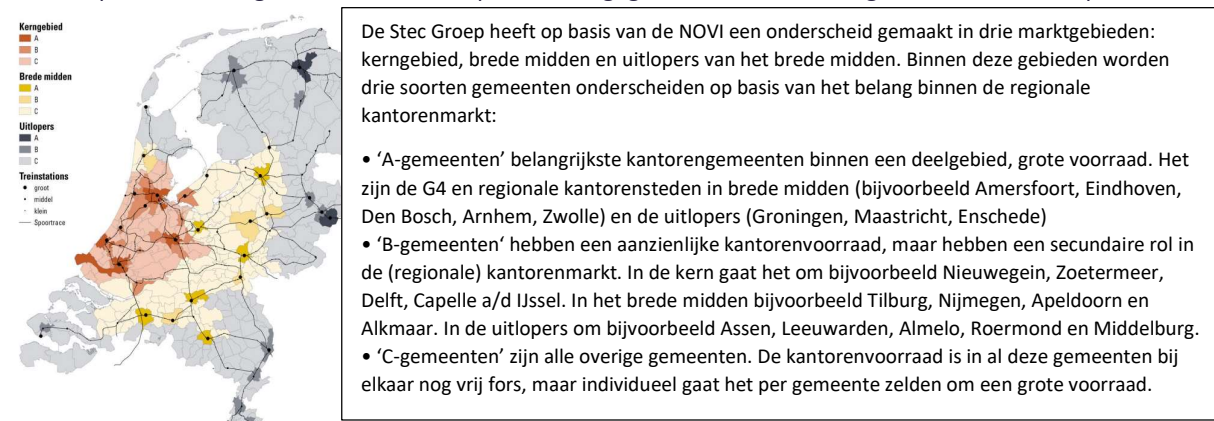 Kerngebied
A
B
C
Brede midden
A
B
C
Uitlopers
A
B
C
Treinstations
groot
middel
klein
Spoortrace
De Stec Groep heeft op basis van de NOVI een onderscheid gemaakt in drie marktgebieden:
kerngebied, brede midden en uitlopers van het brede midden. Binnen deze gebieden worden
drie soorten gemeenten onderscheiden op basis van het belang binnen de regionale
kantorenmarkt:
• ‘A-gemeenten’ belangrijkste kantorengemeenten binnen een deelgebied, grote voorraad. Het
zijn de G4 en regionale kantorensteden in brede midden (bijvoorbeeld Amersfoort, Eindhoven,
Den Bosch, Arnhem, Zwolle) en de uitlopers (Groningen, Maastricht, Enschede)
• ‘B-gemeenten‘ hebben een aanzienlijke kantorenvoorraad, maar hebben een secundaire rol in
de (regionale) kantorenmarkt. In de kern gaat het om bijvoorbeeld Nieuwegein, Zoetermeer,
Delft, Capelle a/d IJssel. In het brede midden bijvoorbeeld Tilburg, Nijmegen, Apeldoorn en
Alkmaar. In de uitlopers om bijvoorbeeld Assen, Leeuwarden, Almelo, Roermond en Middelburg.
• ‘C-gemeenten’ zijn alle overige gemeenten. De kantorenvoorraad is in al deze gemeenten bij
elkaar nog vrij fors, maar individueel gaat het per gemeente zelden om een grote voorraad.